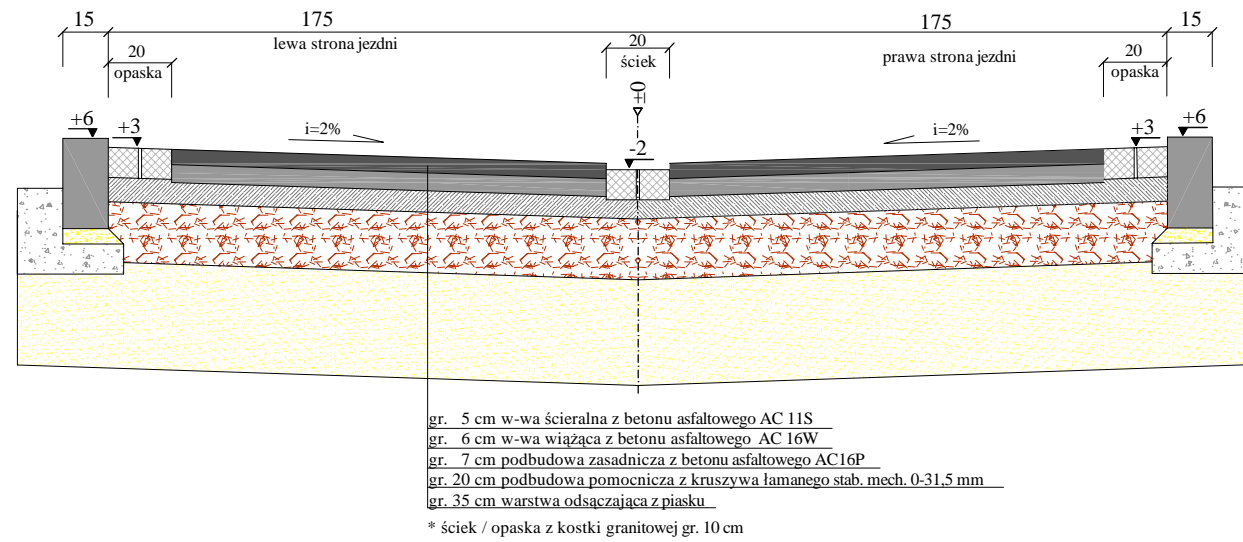 15 175 175 15
lewa strona jezdni
20
ściek
prawa strona jezdni
20
opaska
20
opaska
±0
+6
+3
i=2%
-2
i=2%
+3
+6
gr. 5 cm w-wa ścieralna z betonu asfaltowego AC 11S
gr. 6 cm w-wa wiążąca z betonu asfaltowego AC 16W
gr. 7 cm podbudowa zasadnicza z betonu asfaltowego AC16P
gr. 20 cm podbudowa pomocnicza z kruszywa łamanego stab. mech. 0-31,5 mm
gr. 35 cm warstwa odsączająca z piasku
* ściek / opaska z kostki granitowej gr. 10 cm